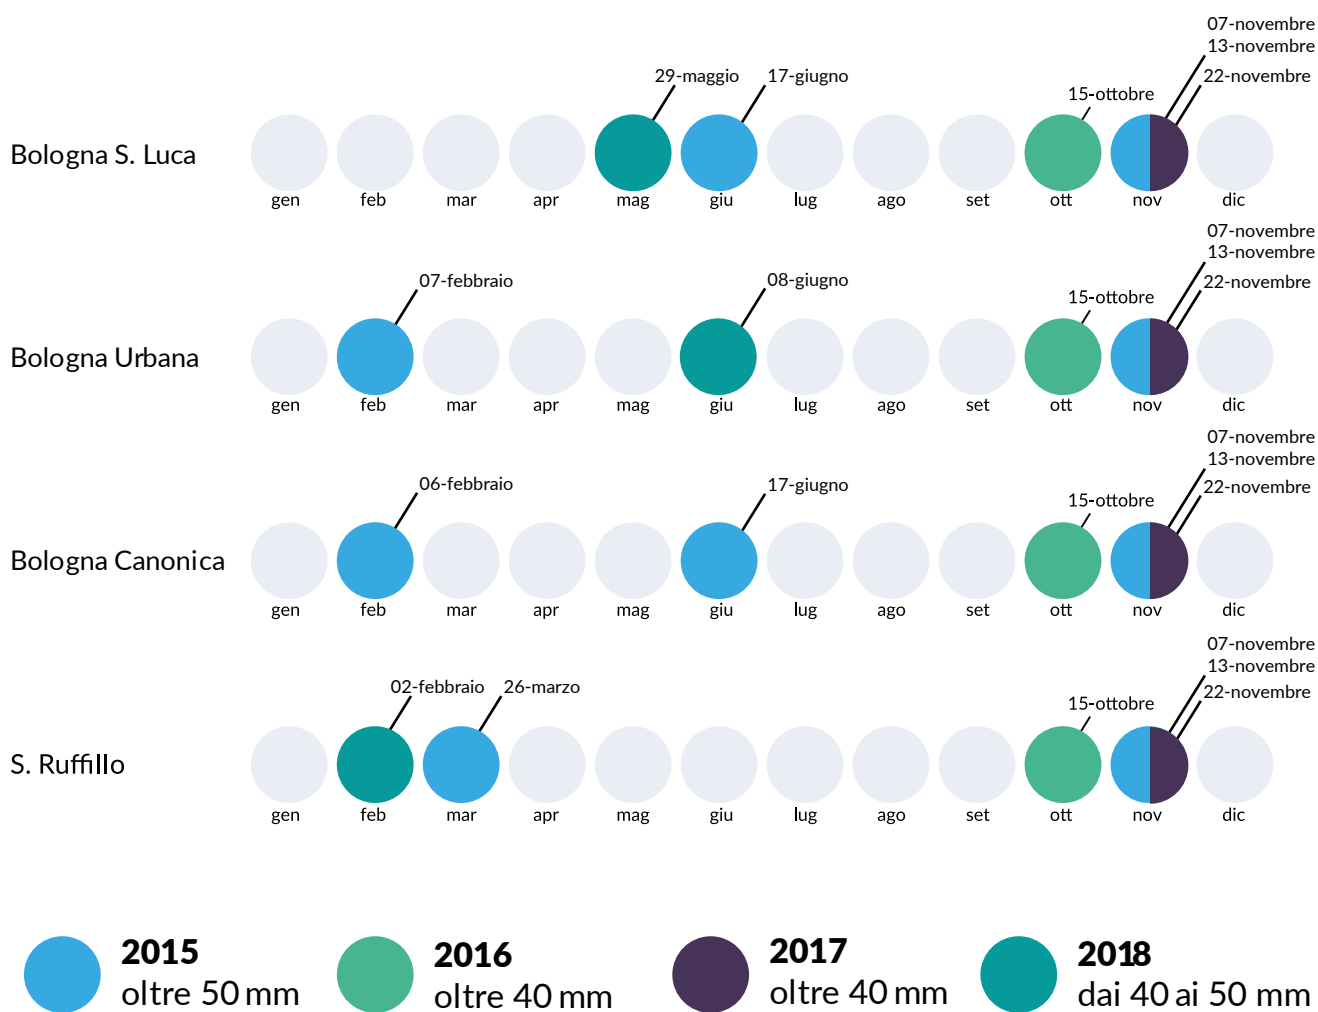 07-novembre
13-novembre
29-maggio 17-giugno 22-novembre
15-ottobre
Bologna S. Luca
gen feb mar apr mag giu lug ago set ott nov dic
07-novembre
13-novembre
07-febbraio 08-giugno 22-novembre
15-ottobre
Bologna Urbana
gen feb mar apr mag giu lug ago set ott nov dic
07-novembre
13-novembre
06-febbraio 17-giugno 22-novembre
15-ottobre
Bologna Canonica
gen feb mar apr mag giu lug ago set ott nov dic
07-novembre
13-novembre
02-febbraio 26-marzo 22-novembre
15-ottobre
S. Ruffillo
gen feb mar apr mag giu lug ago set ott nov dic
2015
oltre 50 mm
2016
oltre 40 mm
2017
oltre 40 mm
2018
dai 40 ai 50 mm